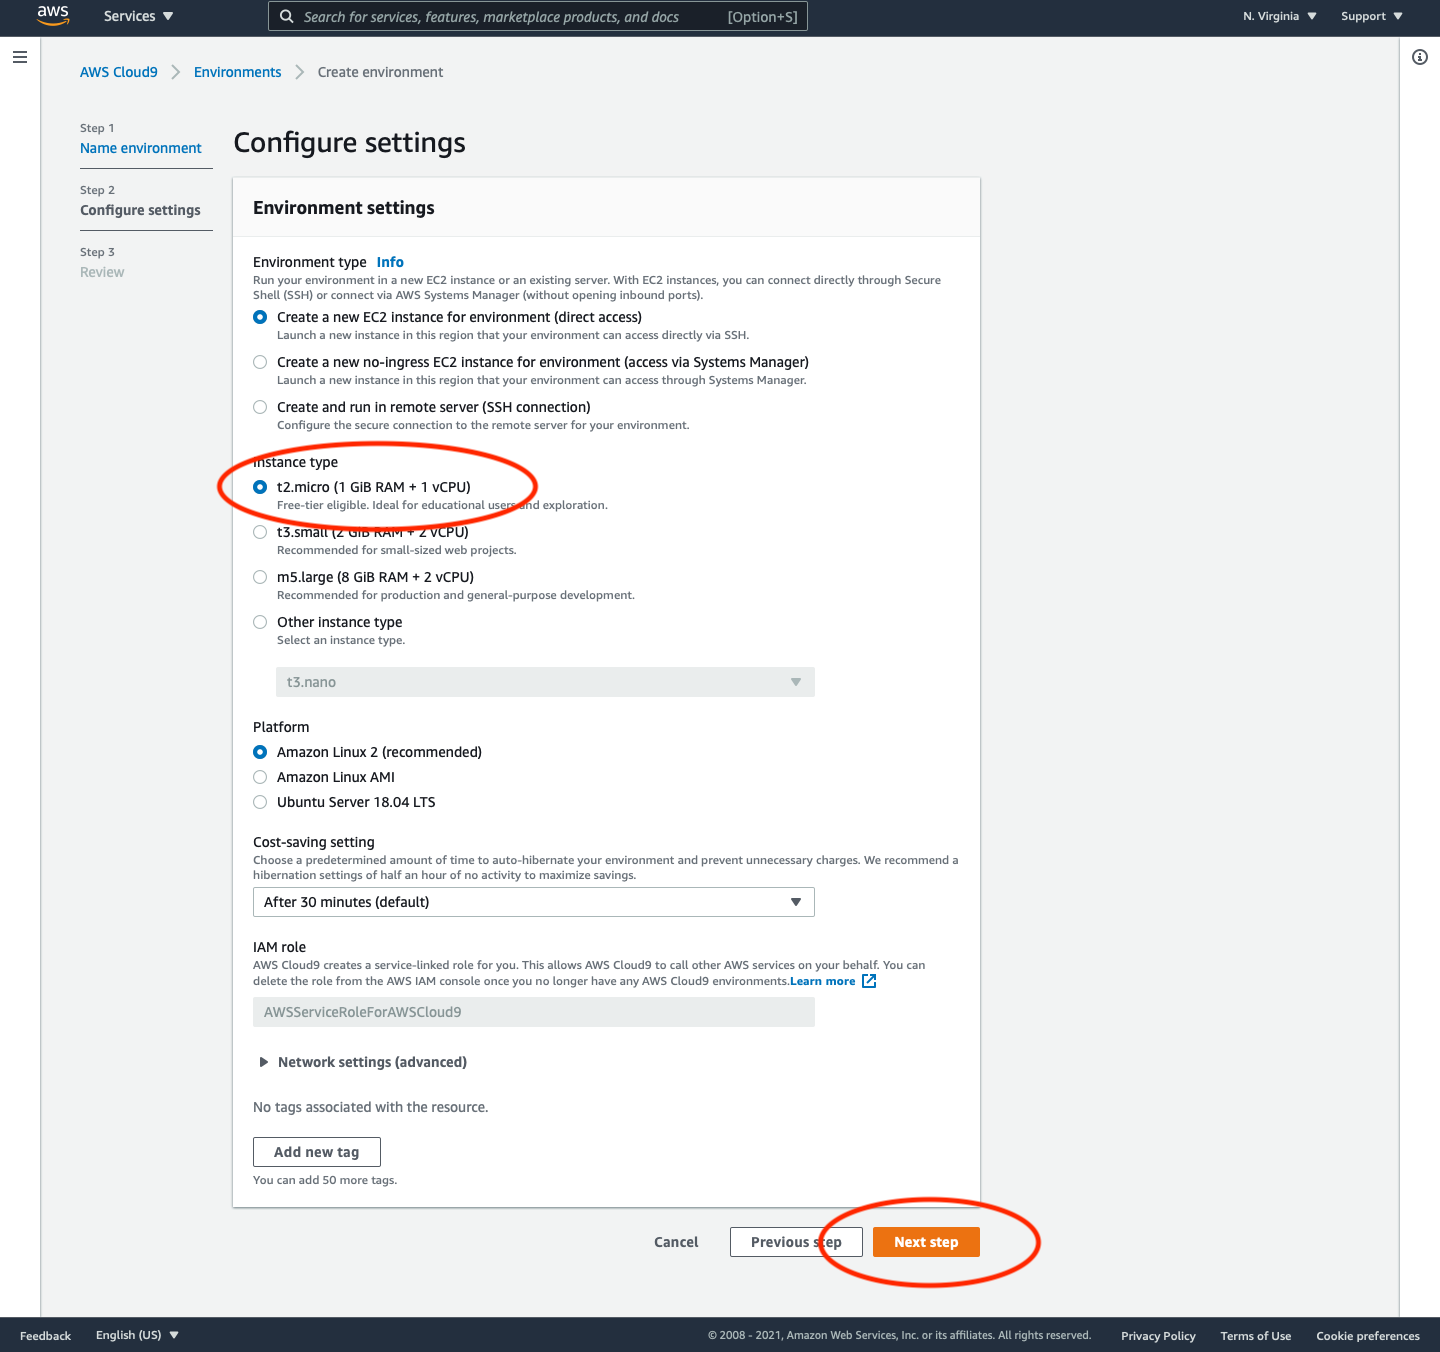 aws
Services
Search for services, features, marketplace products, and docs
[Option+S]
N. Virginia
Support
AWS Cloud9
Environments
Create environment
Step 1
Name environment
Step 2
Configure settings
Step 3
Review
Configure settings
Environment settings
Environment type Info
Run your environment in a new EC2 instance or an existing server. With EC2 instances, you can connect directly through Secure
Shell (SSH) or connect via AWS Systems Manager (without opening inbound ports).
Create a new EC2 instance for environment (direct access)
Launch a new instance in this region that your environment can access directly via SSH.
Create a new no-ingress EC2 instance for environment (access via Systems Manager)
Launch a new instance in this region that your environment can access through Systems Manager.
Create and run in remote server (SSH connection)
Configure the secure connection to the remote server for your environment.
Instance type
t2.micro (1 GiB RAM + 1 vCPU)
Free-tier eligible. Ideal for educational users and exploration.
t3.small (2 GiB RAM + 2 vCPU)
Recommended for small-sized web projects.
m5.large (8 GiB RAM + 2 vCPU)
Recommended for production and general-purpose development.
Other instance type
Select an instance type.
t3.nano
Platform
Amazon Linux 2 (recommended)
Amazon Linux AMI
Ubuntu Server 18.04 LTS
Cost-saving setting
Choose a predetermined amount of time to auto-hibernate your environment and prevent unnecessary charges. We recommend a
hibernation settings of half an hour of no activity to maximize savings.
After 30 minutes (default)
IAM role
AWS Cloud9 creates a service-linked role for you. This allows AWS Cloud9 to call other AWS services on your behalf. You can
delete the role from the AWS IAM console once you no longer have any AWS Cloud9 environments.Learn more
AWSServiceRoleForAWSCloud9
Network settings (advanced)
No tags associated with the resource.
Add new tag
You can add 50 more tags.
Cancel
Previous step
Next step
Feedback
English (US)
© 2008 - 2021, Amazon Web Services, Inc. or its affiliates. All rights reserved.
Privacy Policy
Terms of Use
Cookie preferences